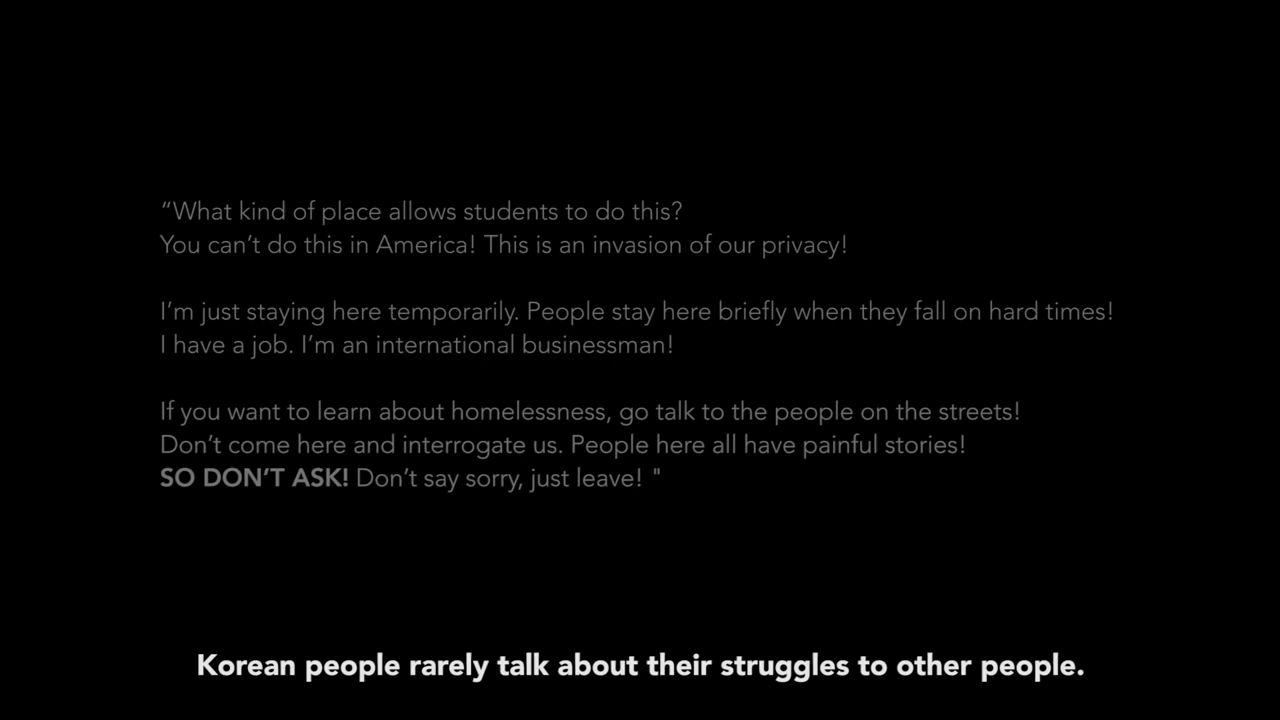 “What kind of place allows students to do this?
You can’t do this in America! This is an invasion of our privacy!
I’m just staying here temporarily. People stay here briefly when they fall on hard times!
I have a job. I’m an international businessman!
If you want to learn about homelessness, go talk to the people on the streets!
Don’t come here and interrogate us. People here all have painful stories!
SO DON’T ASK! Don’t say sorry, just leave! "
Korean people rarely talk about their struggles to other people.